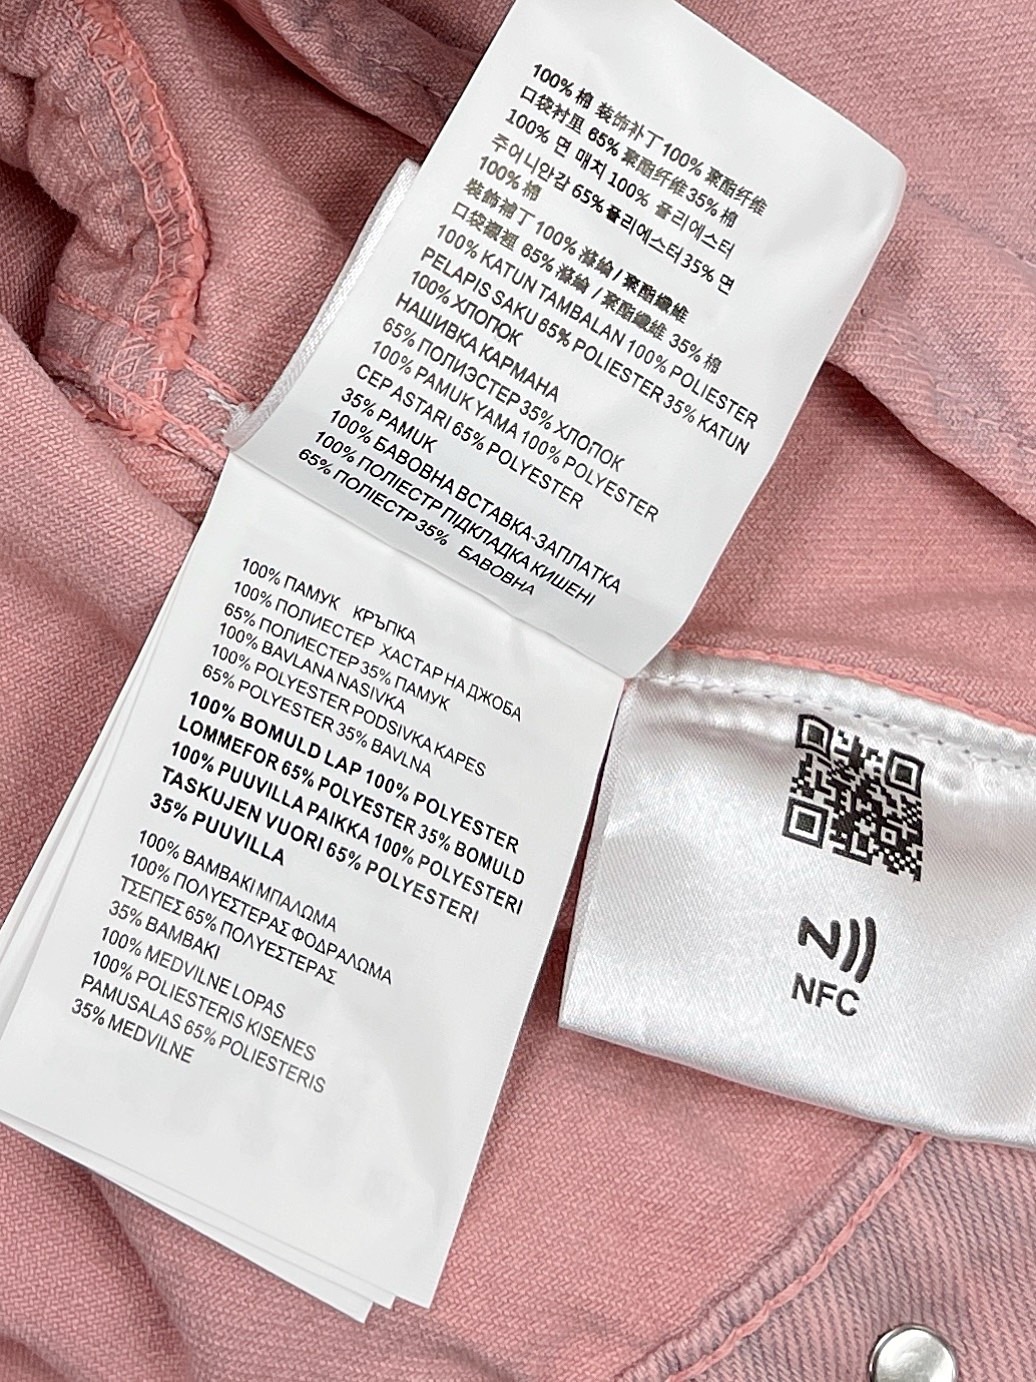 100% 棉 装饰补丁 100% 聚酯纤维
口袋衬里 65% 聚酯纤维 35% 棉
100% 면 매치 100% 폴리에스터
주어니안감 65% 폴리에스터 35% 면
100% 棉
裝飾補丁 100% 滌綸 / 聚酯纖維
口袋襯裡 65% 滌綸 / 聚酯纖維 35% 棉
100% KATUN TAMBALAN 100% POLIESTER
PELAPIS SAKU 65% POLIESTER 35% KATUN
100% ХЛОПОК
НАШИВКА КАРМАНА
65% ПОЛИЭСТЕР 35% ХЛОПОК
100% PAMUK YAMA 100% POLYESTER
CEP ASTARI 65% POLYESTER
35% PAMUK
100% БАВОВНА ВСТАВКА-ЗАПЛАТКА
100% ПОЛІЕСТР ПІДКЛАДКА КИШЕНІ
65% ПОЛІЕСТР 35% БАВОВНА
100% ПАМУК КРЪПКА
100% ПОЛИЕСТЕР ХАСТАР НА ДЖОБА
65% ПОЛИЕСТЕР 35% ПАМУК
100% BAVLANA NASIVKA
100% POLYESTER PODSIVKA KAPES
65% POLYESTER 35% BAVLNA
100% BOMULD LAP 100% POLYESTER
LOMMEFOR 65% POLYESTER 35% BOMULD
100% PUUVILLA PAIKKA 100% POLYESTERI
TASKUJEN VUORI 65% POLYESTERI
35% PUUVILLA
100% ΒΑΜΒΑΚΙ ΜΠΑΛΩΜΑ
100% ΠΟΛΥΕΣΤΕΡΑΣ ΦΟΔΡΑΛΩΜΑ
ΤΣΕΠΕΣ 65% ΠΟΛΥΕΣΤΕΡΑΣ
35% ΒΑΜΒΑΚΙ
100% MEDVILNE LOPAS
100% POLIESTERIS KISENES
PAMUSALAS 65% POLIESTERIS
35% MEDVILNE
NFC